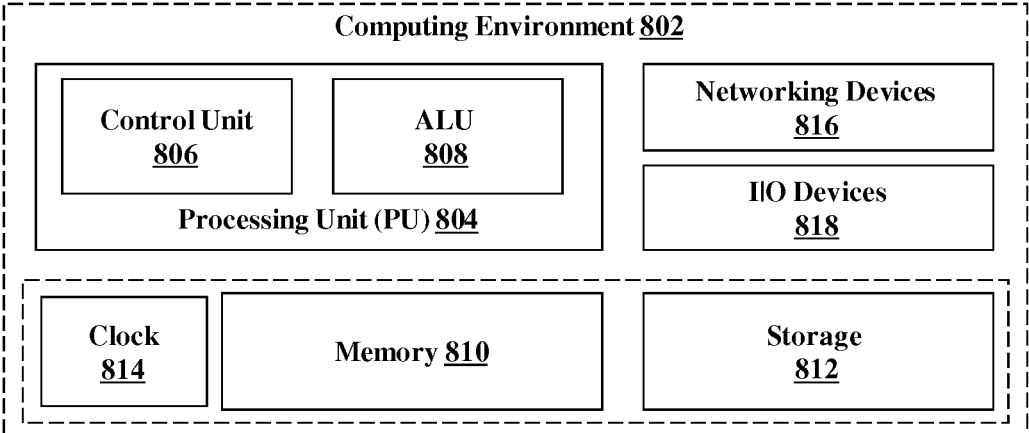 Computing Environment 802
Control Unit
806
ALU
808
Processing Unit (PU) 804
Networking Devices
816
I|O Devices
818
Clock
814
Memory 810
Storage
812